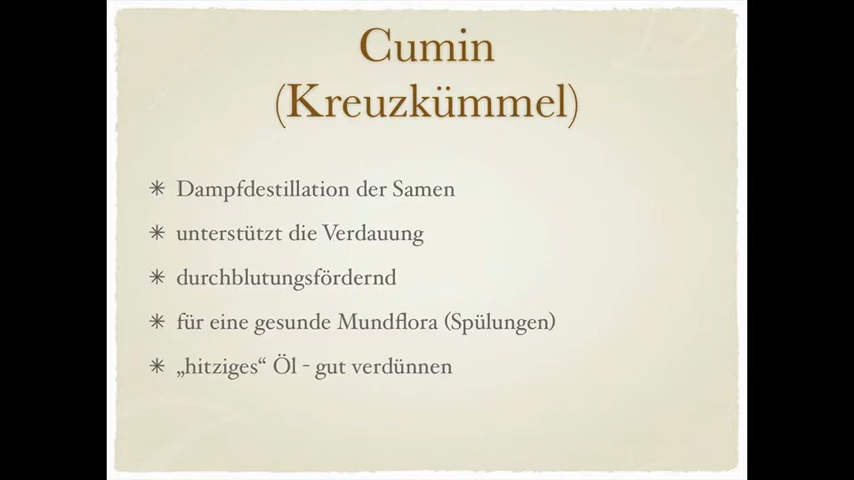 Cumin
(Kreuzkümmel)
Dampfdestillation der Samen
unterstützt die Verdauung
durchblutungsfördernd
für eine gesunde Mundflora (Spülungen)
„hitziges“ Öl - gut verdünnen